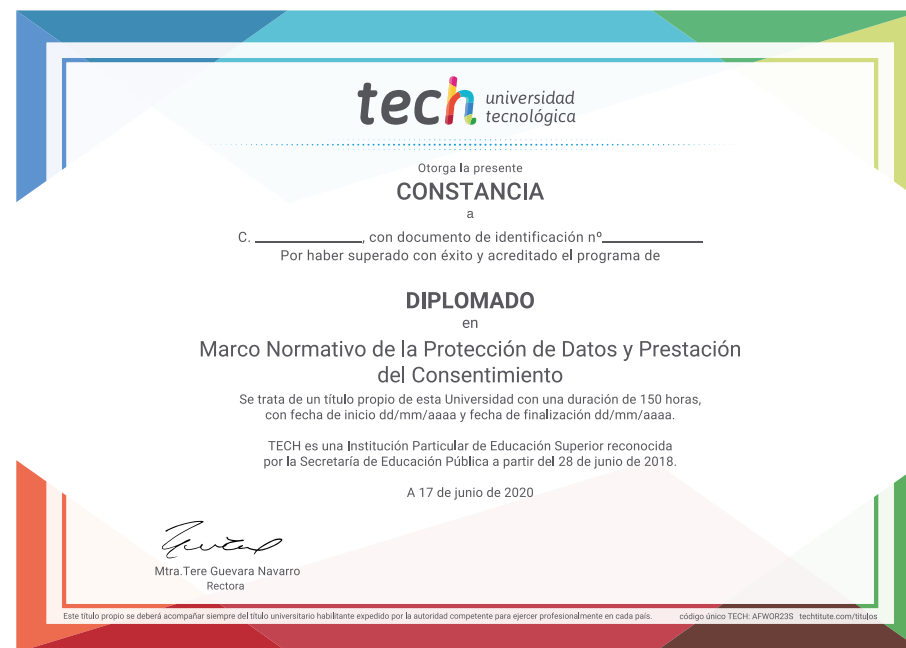 tech universidad
tecnológica
Otorga la presente
CONSTANCIA
a
C. ____________, con documento de identificación nº____________
Por haber superado con éxito y acreditado el programa de
DIPLOMADO
en
Marco Normativo de la Protección de Datos y Prestación
del Consentimiento
Se trata de un título propio de esta Universidad con una duración de 150 horas,
con fecha de inicio dd/mm/aaaa y fecha de finalización dd/mm/aaaa.
TECH es una Institución Particular de Educación Superior reconocida
por la Secretaría de Educación Pública a partir del 28 de junio de 2018.
A 17 de junio de 2020
Mtra.Tere Guevara Navarro
Rectora
Este título propio se deberá acompañar siempre del título universitario habilitante expedido por la autoridad competente para ejercer profesionalmente en cada país. código único TECH: AFWOR23S techtitute.com/titulos